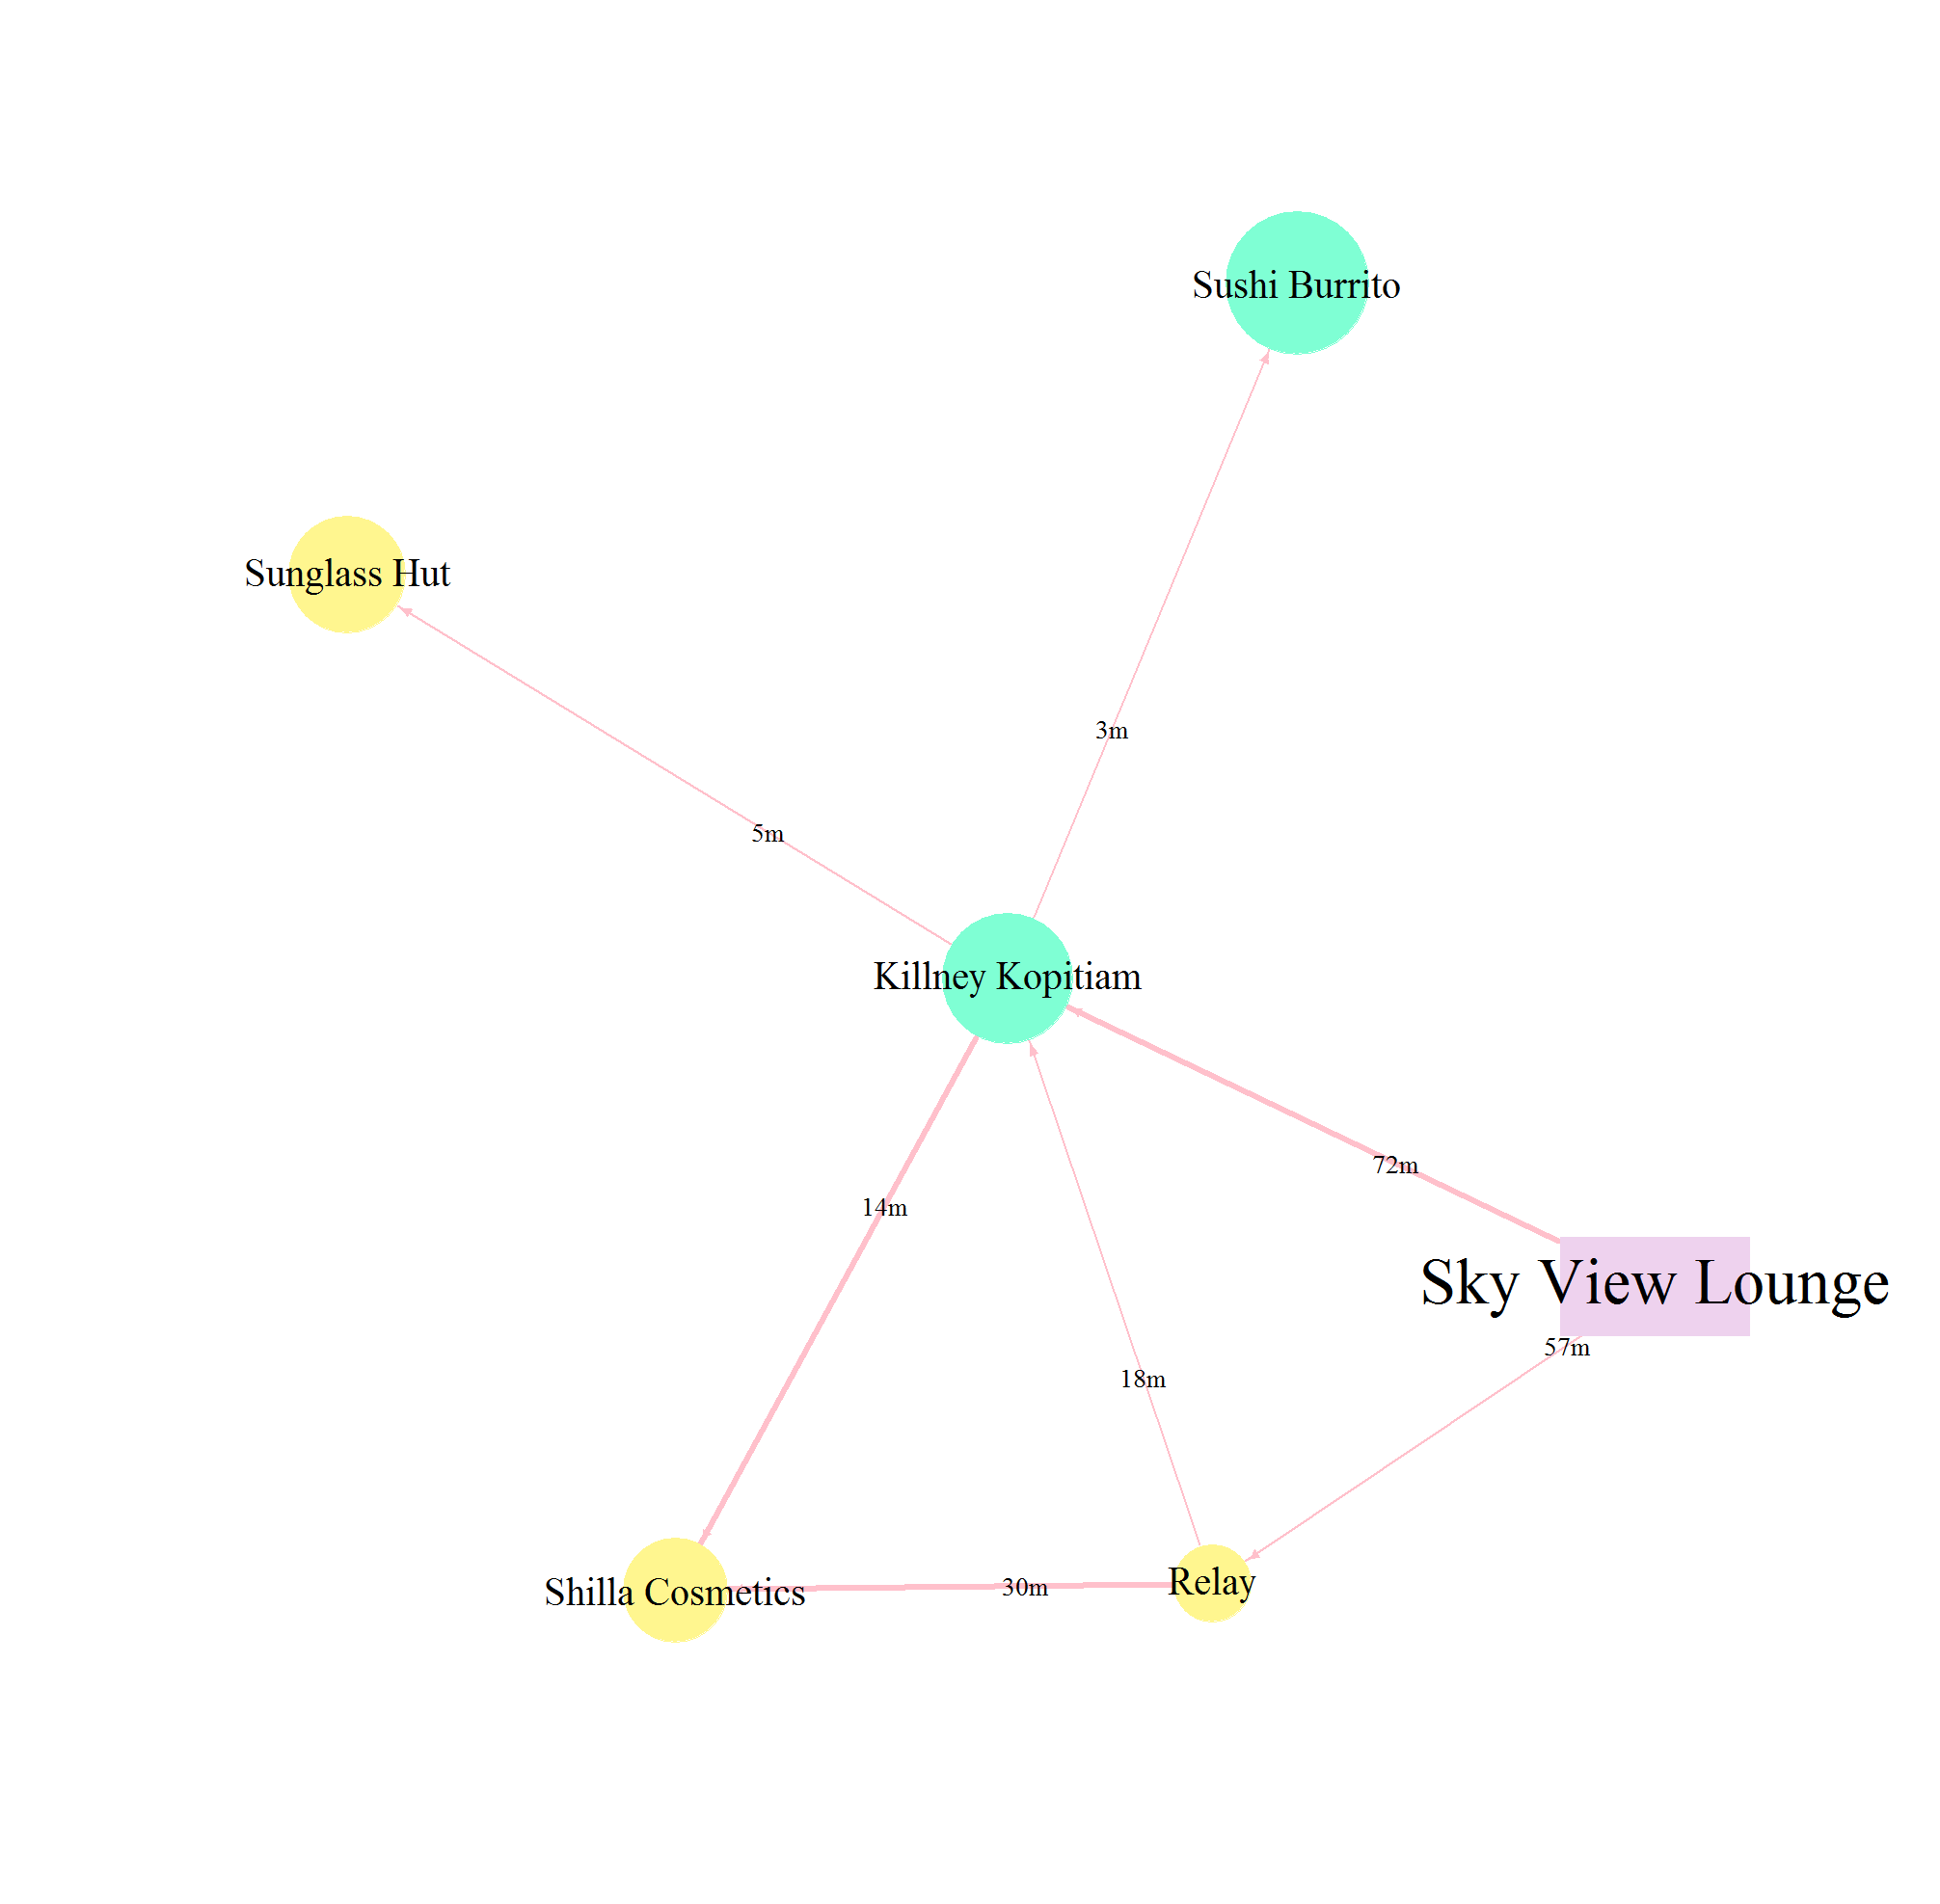 Sushi Burrito
Sunglass Hut
3m
5m
Killney Kopitiam
72m
14m
Sky View Lounge
57m
18m
Shilla Cosmetics
30m
Relay